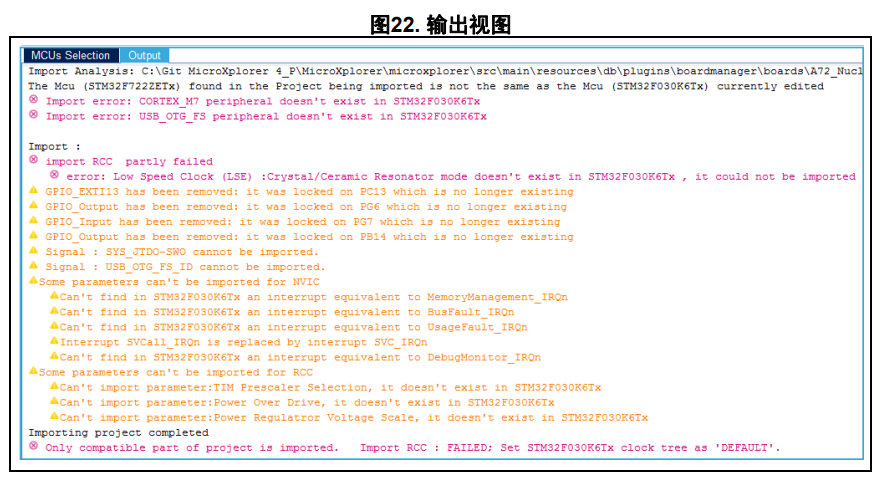 图22. 输出视图
MCUs Selection Output
Import Analysis: C:\Git MicroXplorer 4_P\MicroXplorer\microxplorer\src\main\resources\db\plugins\boardmanager\boards\A72_Nucl
The Mcu (STM32F722ZETx) found in the Project being imported is not the same as the Mcu (STM32F030K6Tx) currently edited
Import error: CORTEX_M7 peripheral doesn't exist in STM32F030K6Tx
Import error: USB_OTG_FS peripheral doesn't exist in STM32F030K6Tx
Import :
import RCC  partly failed
error: Low Speed Clock (LSE) :Crystal/Ceramic Resonator mode doesn't exist in STM32F030K6Tx , it could not be imported
GPIO_EXTI13 has been removed: it was locked on PC13 which is no longer existing
GPIO_Output has been removed: it was locked on PG6 which is no longer existing
GPIO_Input has been removed: it was locked on PG7 which is no longer existing
GPIO_Output has been removed: it was locked on PB14 which is no longer existing
Signal : SYS_JTDO-SWO cannot be imported.
Signal : USB_OTG_FS_ID cannot be imported.
Some parameters can't be imported for NVIC
Can't find in STM32F030K6Tx an interrupt equivalent to MemoryManagement_IRQn
Can't find in STM32F030K6Tx an interrupt equivalent to BusFault_IRQn
Can't find in STM32F030K6Tx an interrupt equivalent to UsageFault_IRQn
Interrupt SVCall_IRQn is replaced by interrupt SVC_IRQn
Can't find in STM32F030K6Tx an interrupt equivalent to DebugMonitor_IRQn
Some parameters can't be imported for RCC
Can't import parameter:TIM Prescaler Selection, it doesn't exist in STM32F030K6Tx
Can't import parameter:Power Over Drive, it doesn't exist in STM32F030K6Tx
Can't import parameter:Power Regulatror Voltage Scale, it doesn't exist in STM32F030K6Tx
Importing project completed
Only compatible part of project is imported.   Import RCC : FAILED; Set STM32F030K6Tx clock tree as 'DEFAULT'.